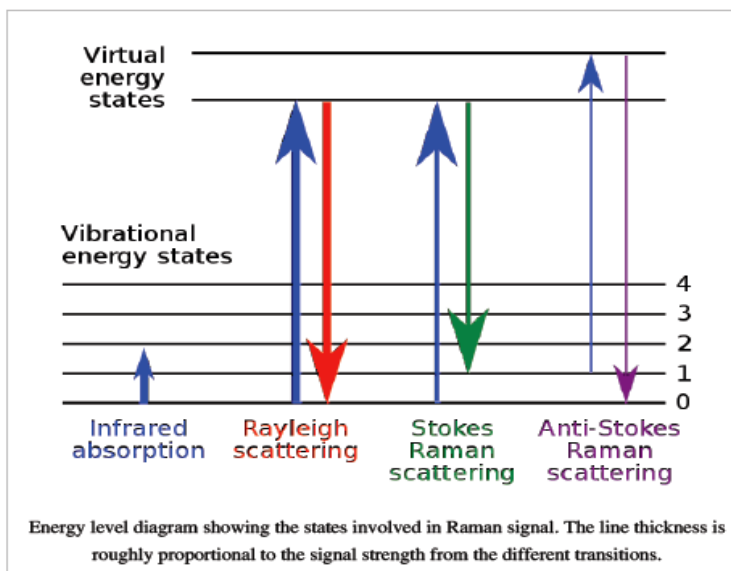 Virtual
energy
states
Vibrational
energy states
4
3
2
1
0
Infrared
absorption
Rayleigh
scattering
Stokes
Raman
scattering
Anti-Stokes
Raman
scattering
Energy level diagram showing the states involved in Raman signal. The line thickness is
roughly proportional to the signal strength from the different transitions.